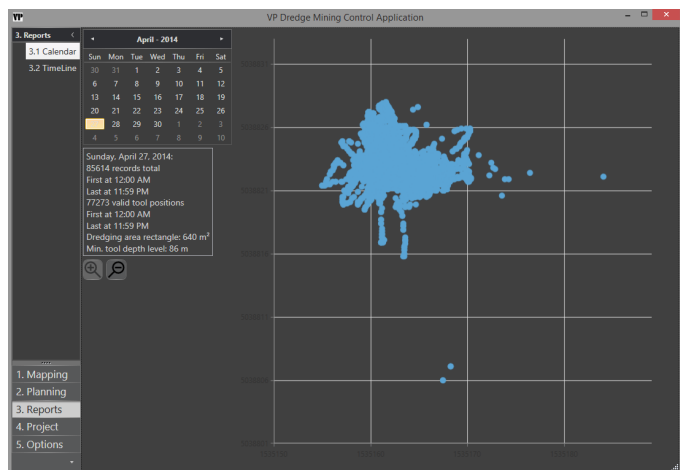 VP
VP Dredge Mining Control Application
3. Reports
3.1 Calendar
3.2 TimeLine
April - 2014
Sun Mon Tue Wed Thu Fri Sat
30 31 1 2 3 4 5
6 7 8 9 10 11 12
13 14 15 16 17 18 19
20 21 22 23 24 25 26
28 29 30 1 2 3
4 5 6 7 8 9 10
Sunday, April 27, 2014:
85614 records total
First at 12:00 AM
Last at 11:59 PM
77273 valid tool positions
First at 12:00 AM
Last at 11:59 PM
Dredging area rectangle: 640 m²
Min. tool depth level: 86 m
1. Mapping
2. Planning
3. Reports
4. Project
5. Options